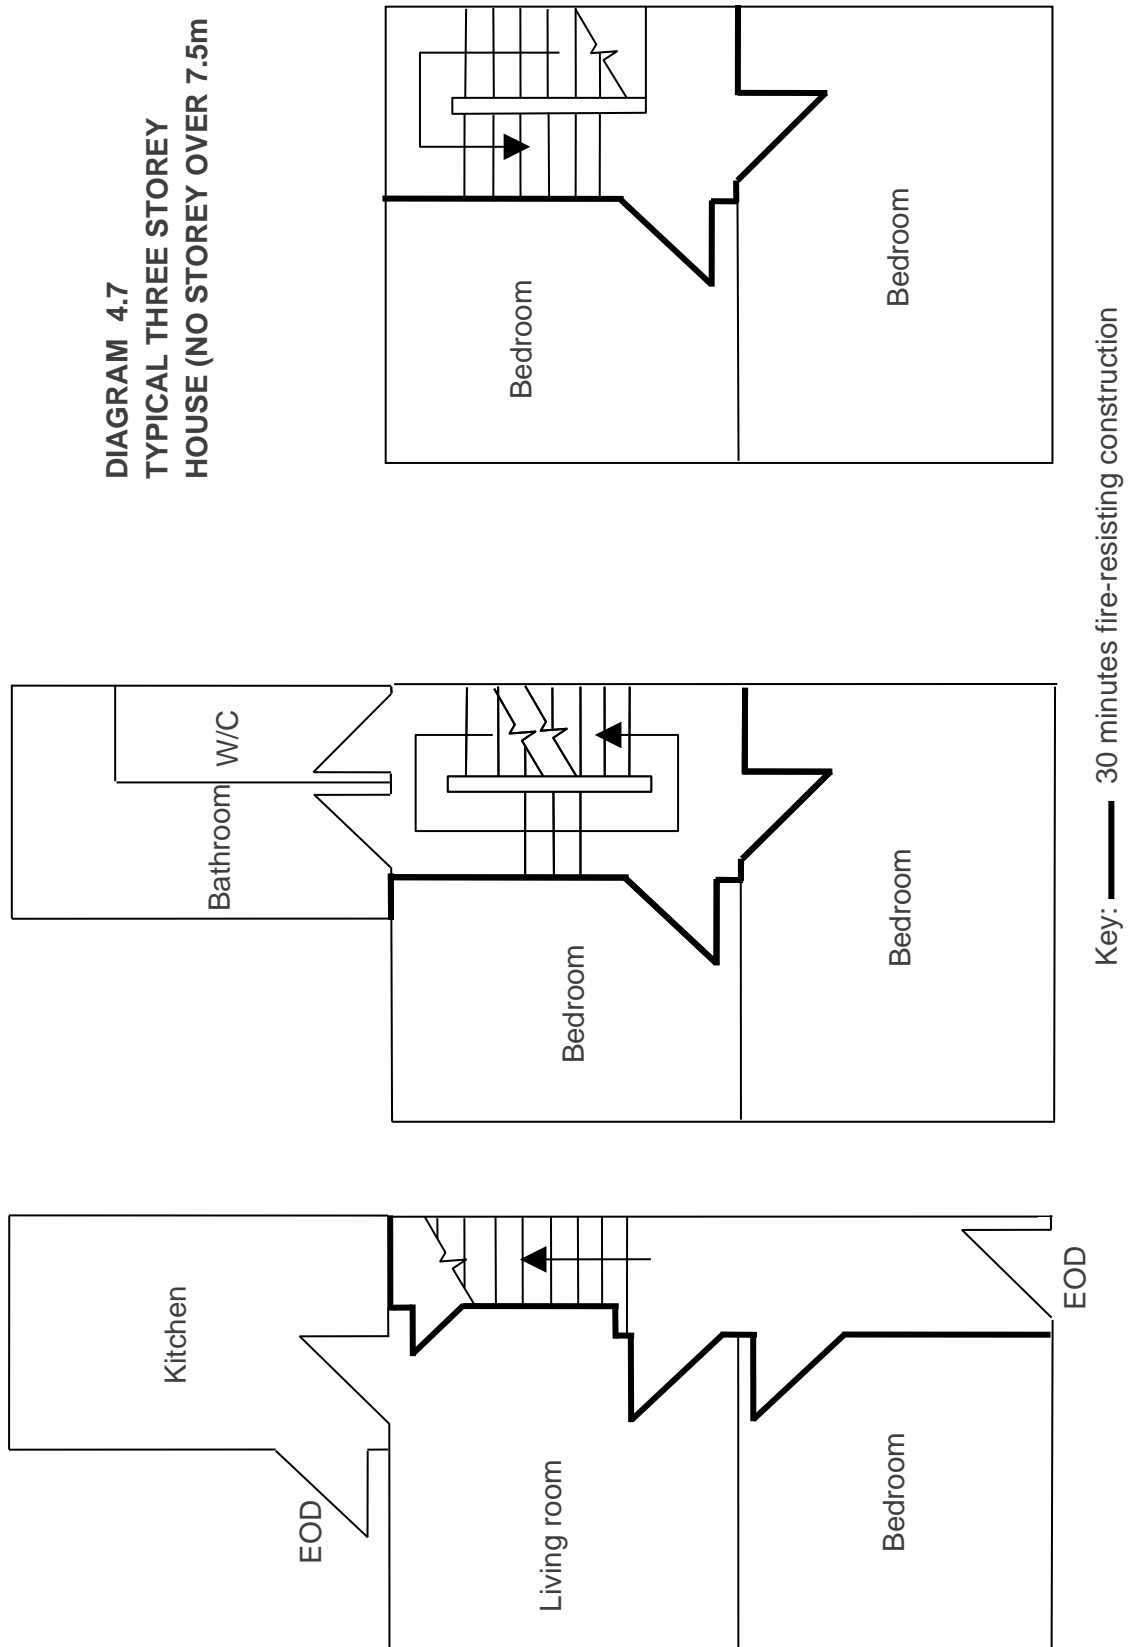 DIAGRAM 4.7
TYPICAL THREE STOREY
HOUSE (NO STOREY OVER 7.5m
Kitchen
EOD
Living room
Bedroom
EOD
Bathroom
W/C
Bedroom
Bedroom
Bedroom
Bedroom
Key: 30 minutes fire-resisting construction